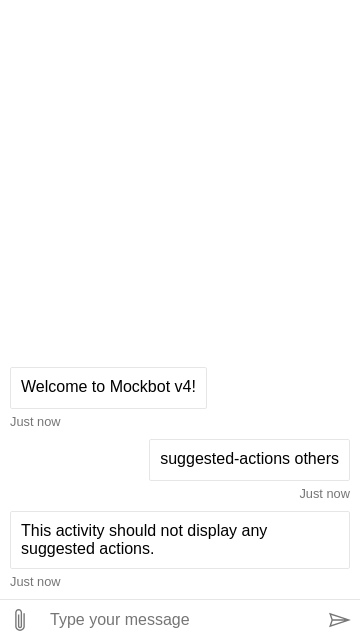 Welcome to Mockbot v4!
Just now
suggested-actions others
Just now
This activity should not display any
suggested actions.
Just now
Type your message